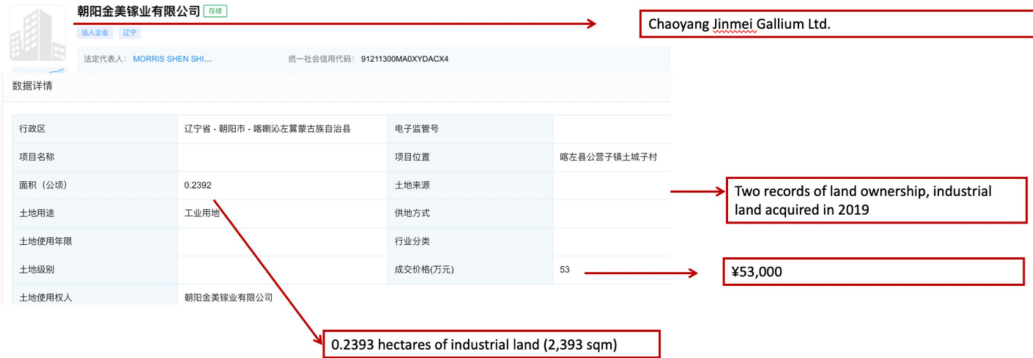 朝阳金美镓业有限公司 存续
Chaoyang Jinmei Gallium Ltd.
法人企业 辽宁
法定代表人: MORRIS SHEN SHI... 统一社会信用代码: 91211300MA0XYDACX4
数据详情
行政区 辽宁省 - 朝阳市 - 喀喇沁左翼蒙古族自治县 电子监管号
项目名称 项目位置 喀左县公营子镇土城子村
面积（公顷） 0.2392 土地来源
Two records of land ownership, industrial
land acquired in 2019
土地用途 工业用地 供地方式
土地使用年限 行业分类
土地级别 成交价格(万元) 53
¥53,000
土地使用权人 朝阳金美镓业有限公司
0.2393 hectares of industrial land (2,393 sqm)